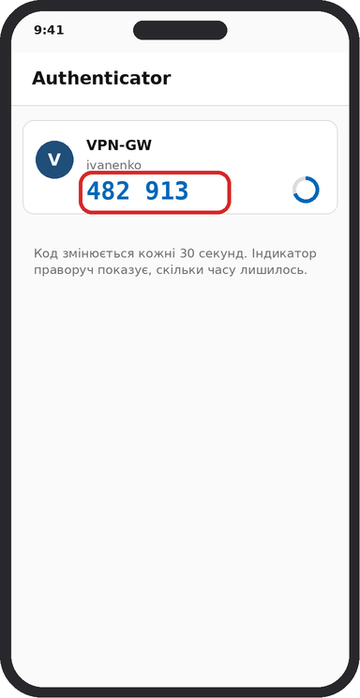 9:41
Authenticator
V
VPN-GW
ivanenko
482 913
Код змінюється кожні 30 секунд. Індикатор
праворуч показує, скільки часу лишилось.